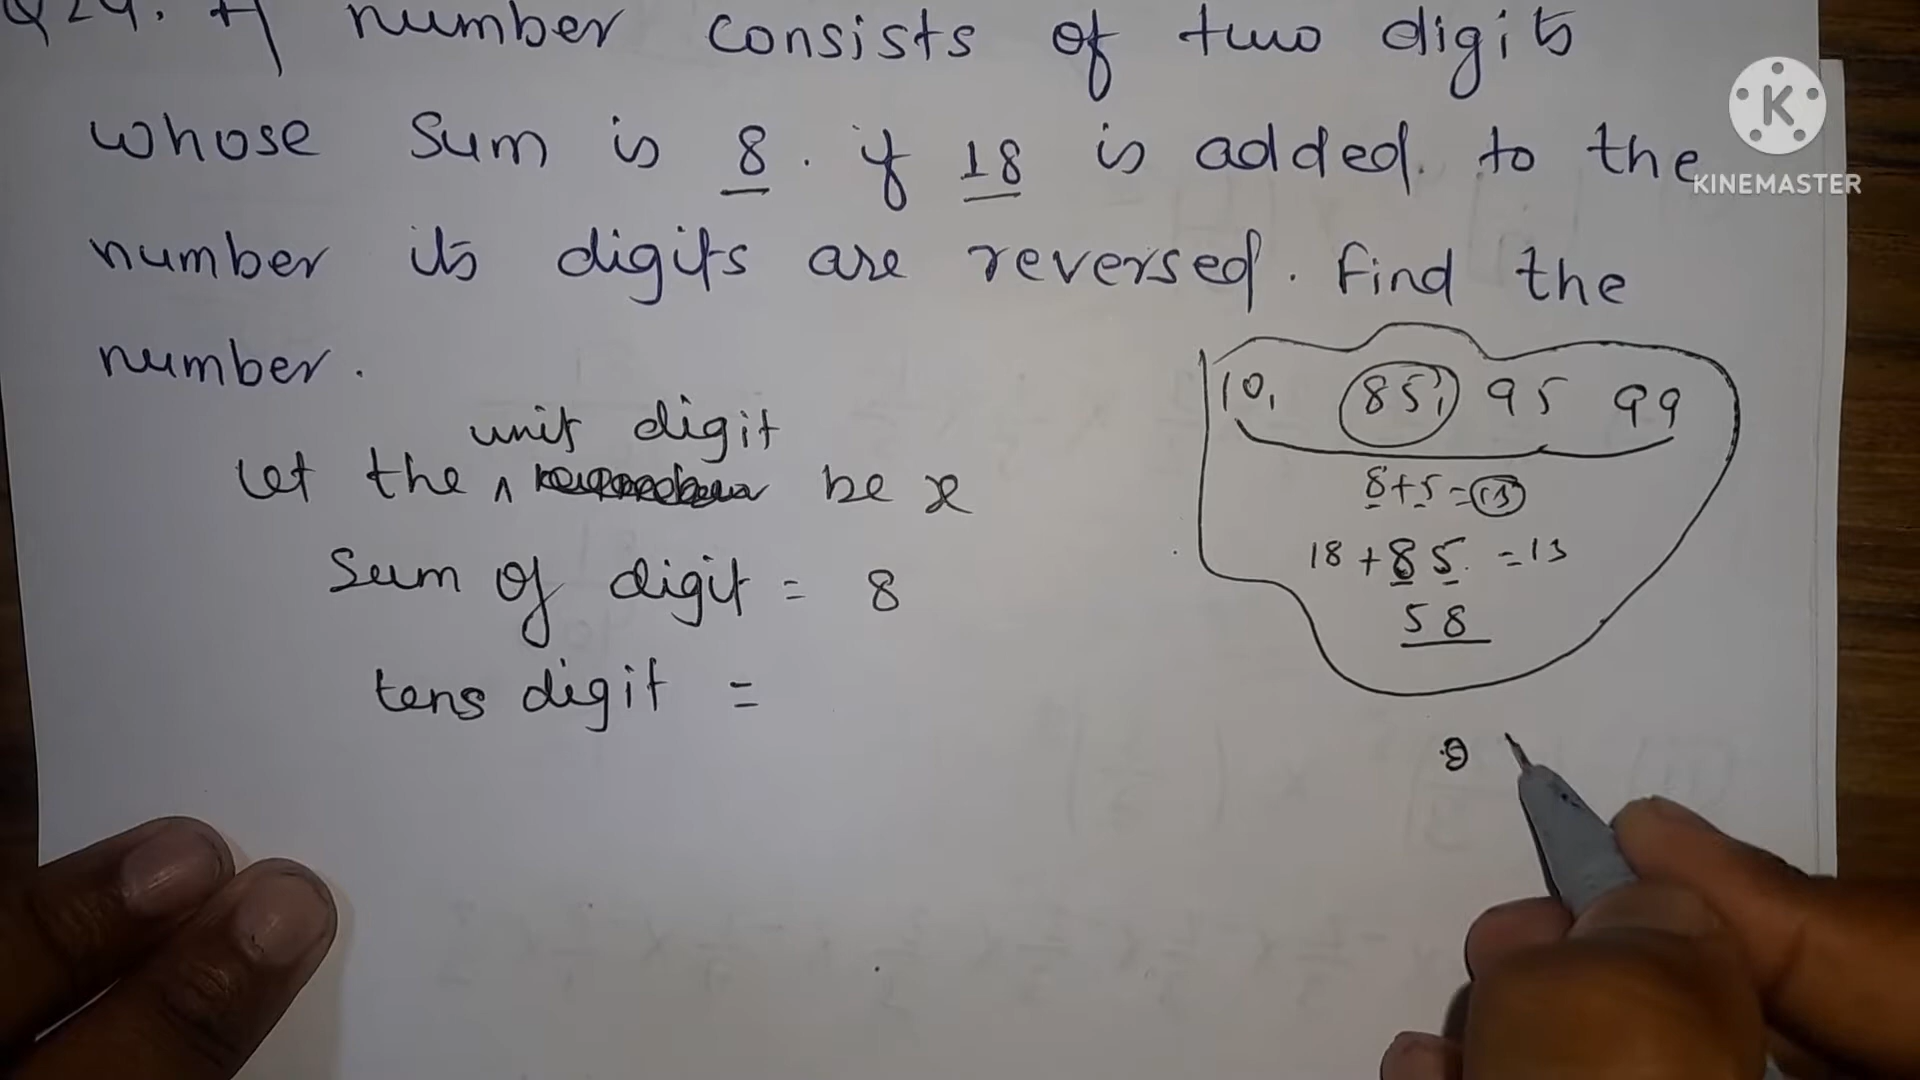 Q24. A number consists of two digits
whose sum is 8. if 18 is added to the
number its digits are reversed. Find the
number.
unit digit
let the ∧ be x
Sum of digit = 8
tens digit =
10, 85, 95 99
8+5=13
18+85=13
58
K
KINEMASTER